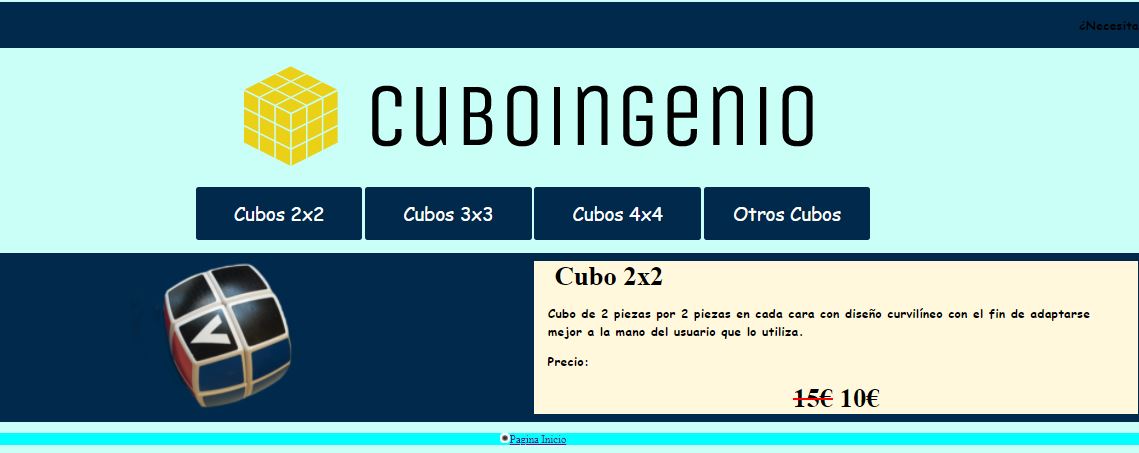 ¿Necesita
CUBOINGENIO
Cubos 2x2
Cubos 3x3
Cubos 4x4
Otros Cubos
V
Cubo 2x2
Cubo de 2 piezas por 2 piezas en cada cara con diseño curvilíneo con el fin de adaptarse
mejor a la mano del usuario que lo utiliza.
Precio:
15€ 10€
Pagina Inicio